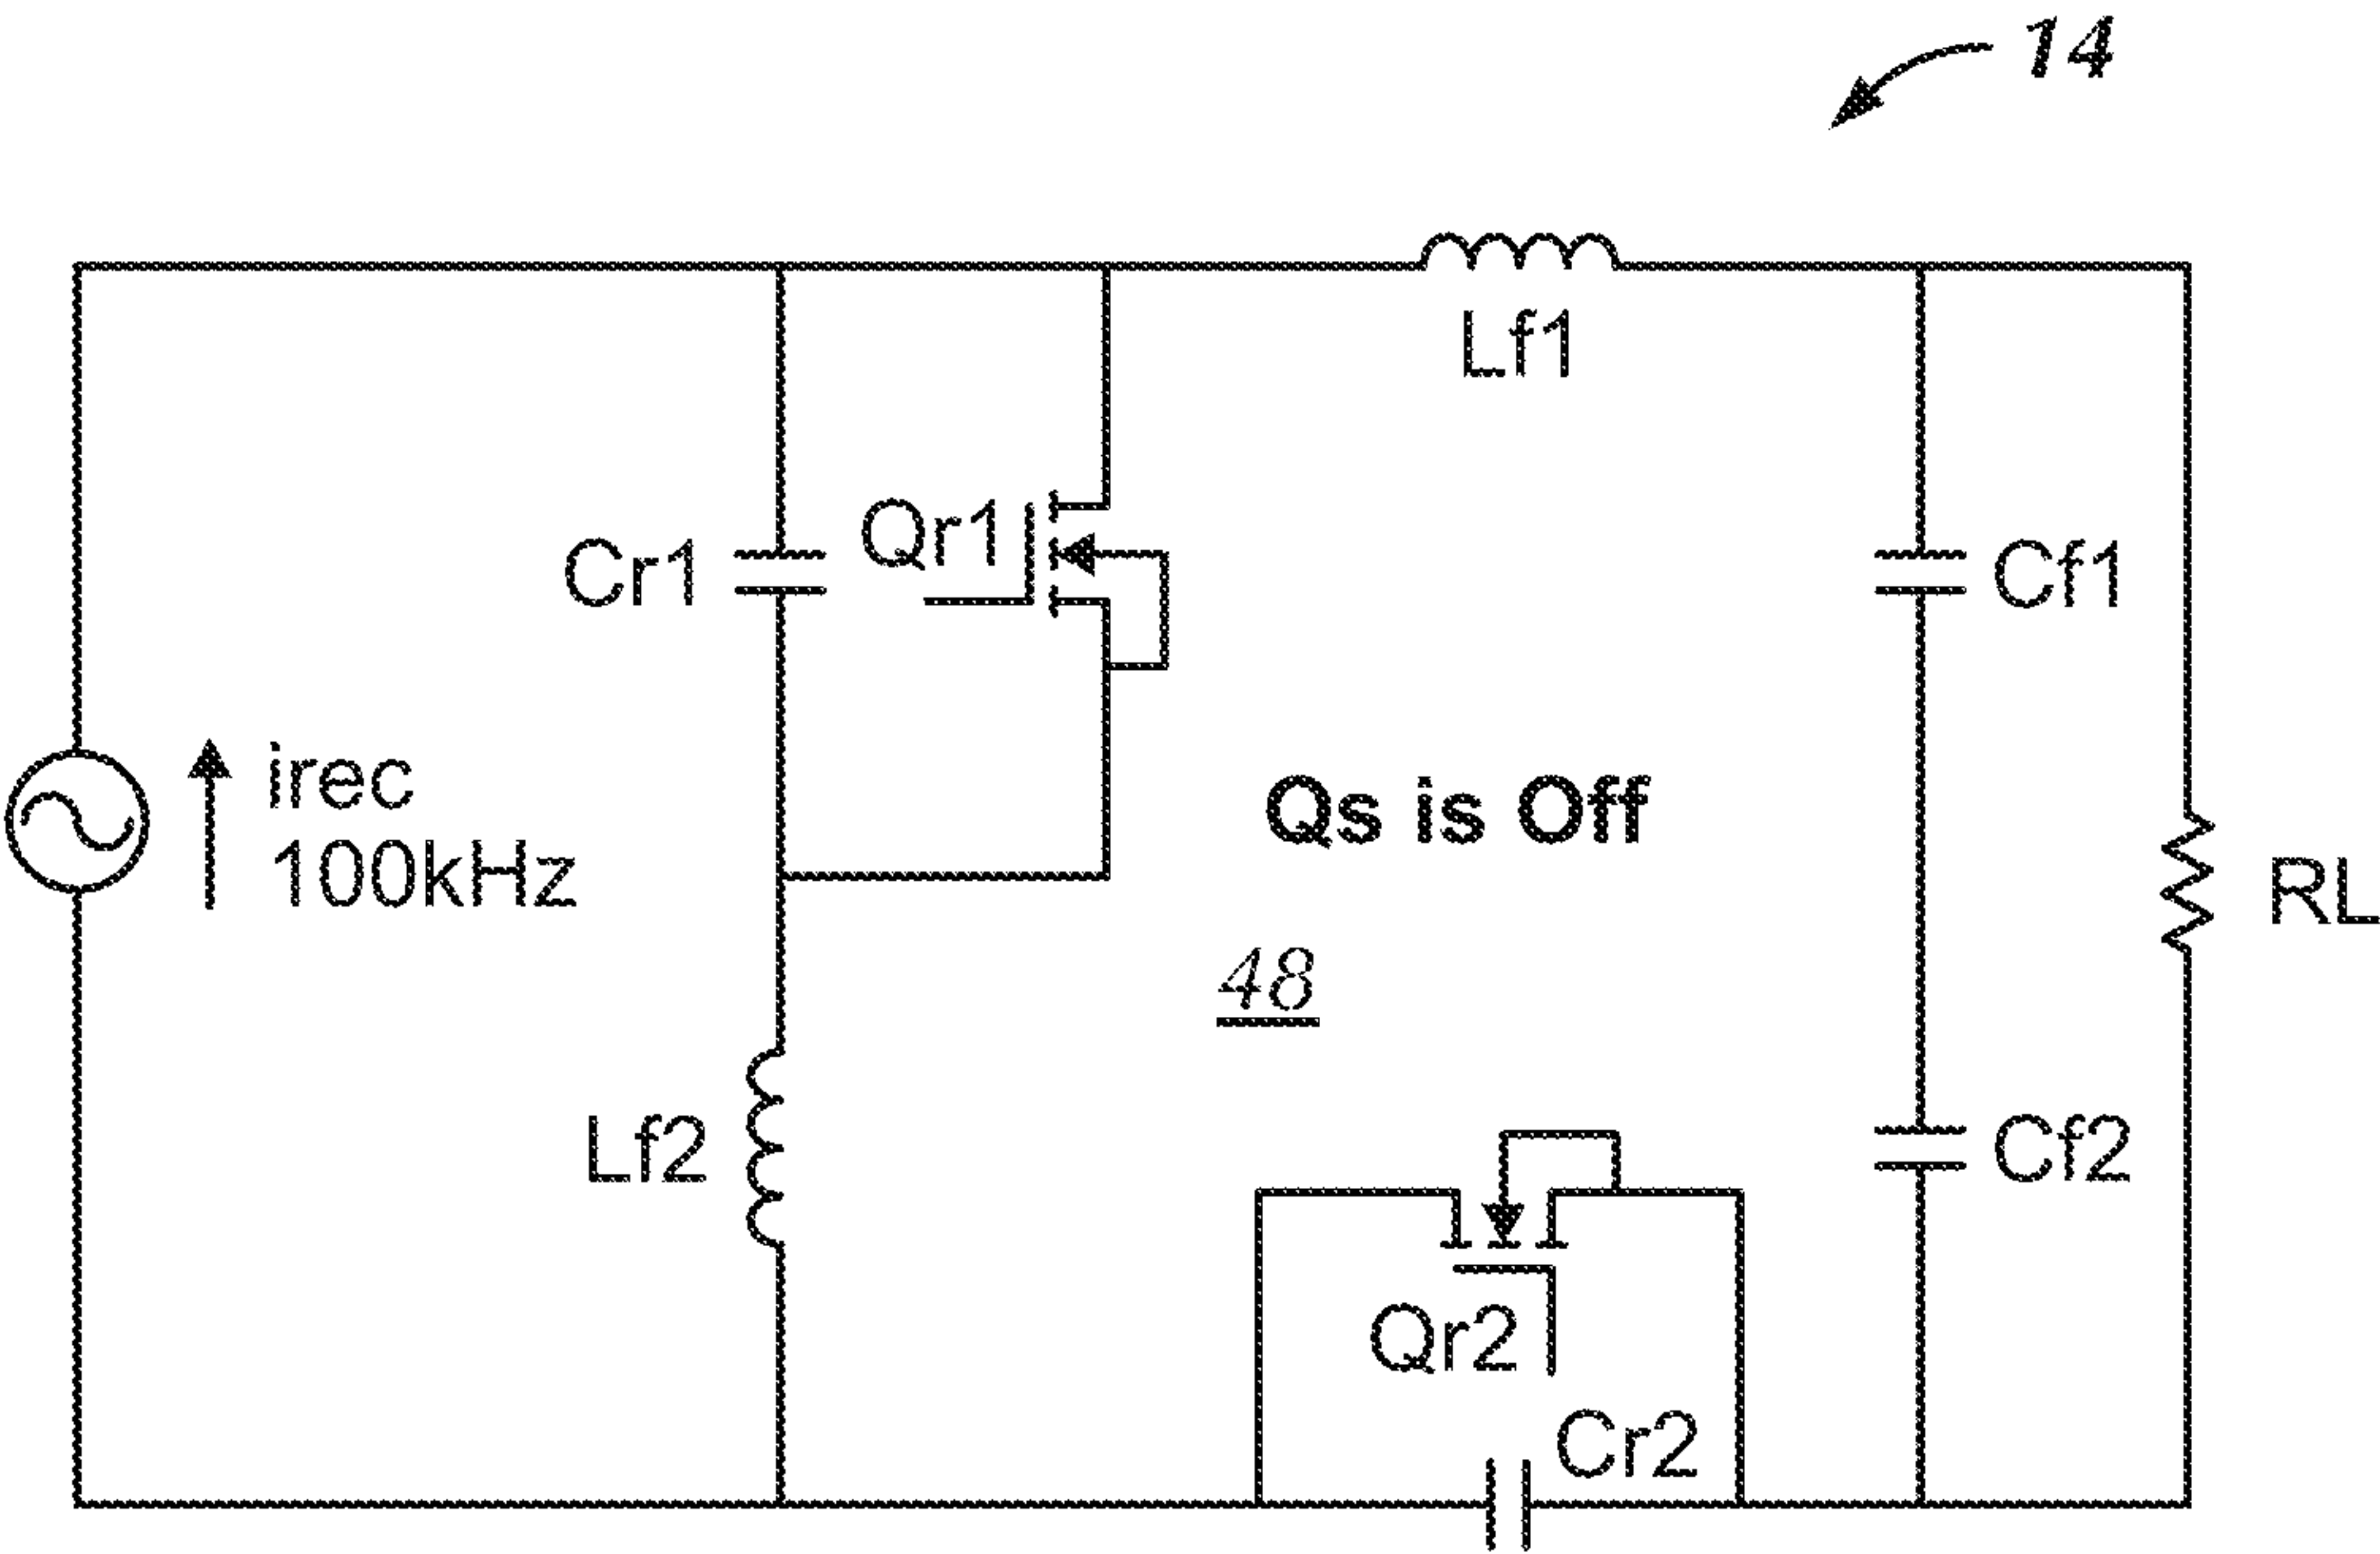 14
Lf1
Qr1
Cr1
Cf1
irec
100kHz
Qs is Off
RL
48
Lf2
Cf2
Qr2
Cr2